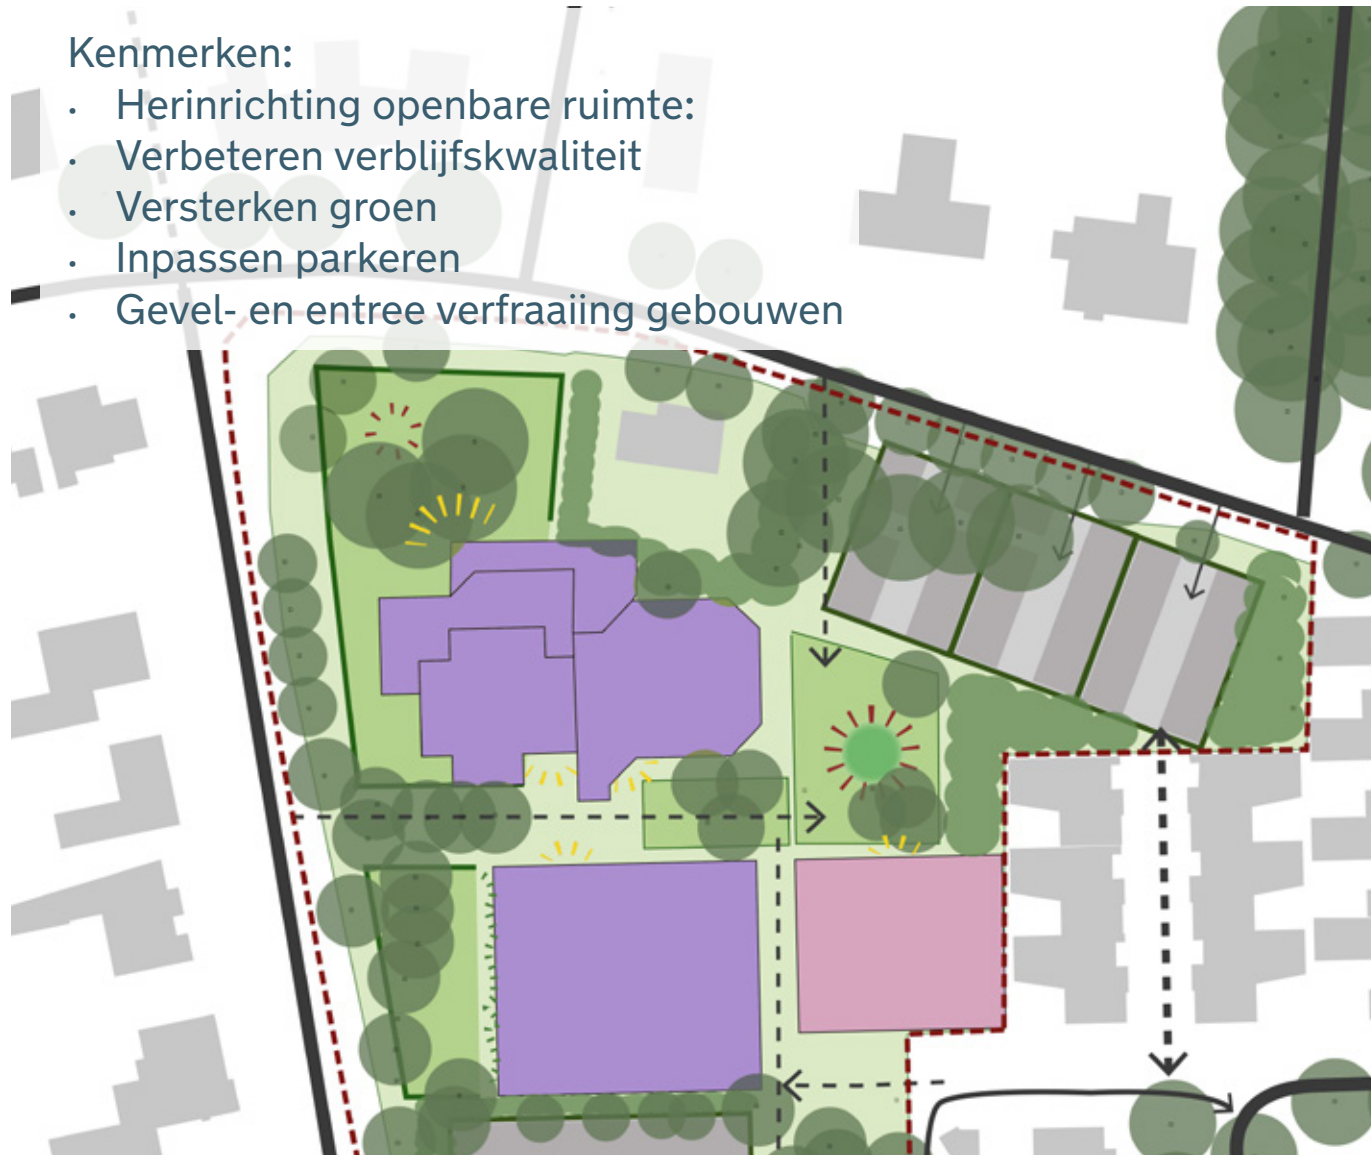 Kenmerken:
• Herinrichting openbare ruimte:
• Verbeteren verblijfskwaliteit
• Versterken groen
• Inpassen parkeren
• Gevel- en entree verfraaiing gebouwen